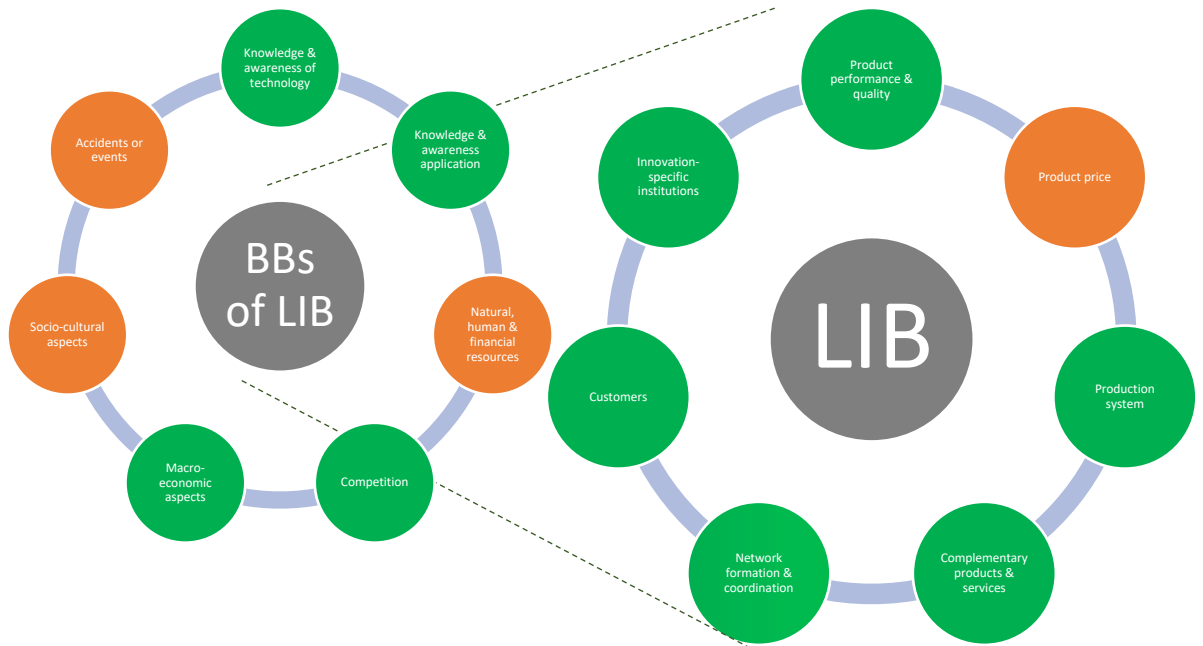 Knowledge &
awareness of
technology
Knowledge &
awareness
application
Natural,
human &
financial
resources
Competition
Macro-
economic
aspects
Socio-cultural
aspects
Accidents or
events
BBs
of LIB
Product
performance &
quality
Product price
Production
system
Complementary
products &
services
Network
formation &
coordination
Customers
Innovation-
specific
institutions
LIB